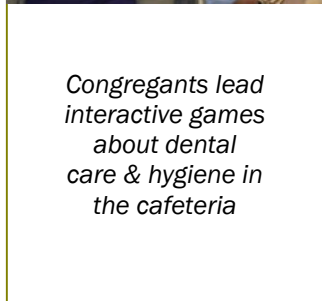 Congregants lead
interactive games
about dental
care & hygiene in
the cafeteria